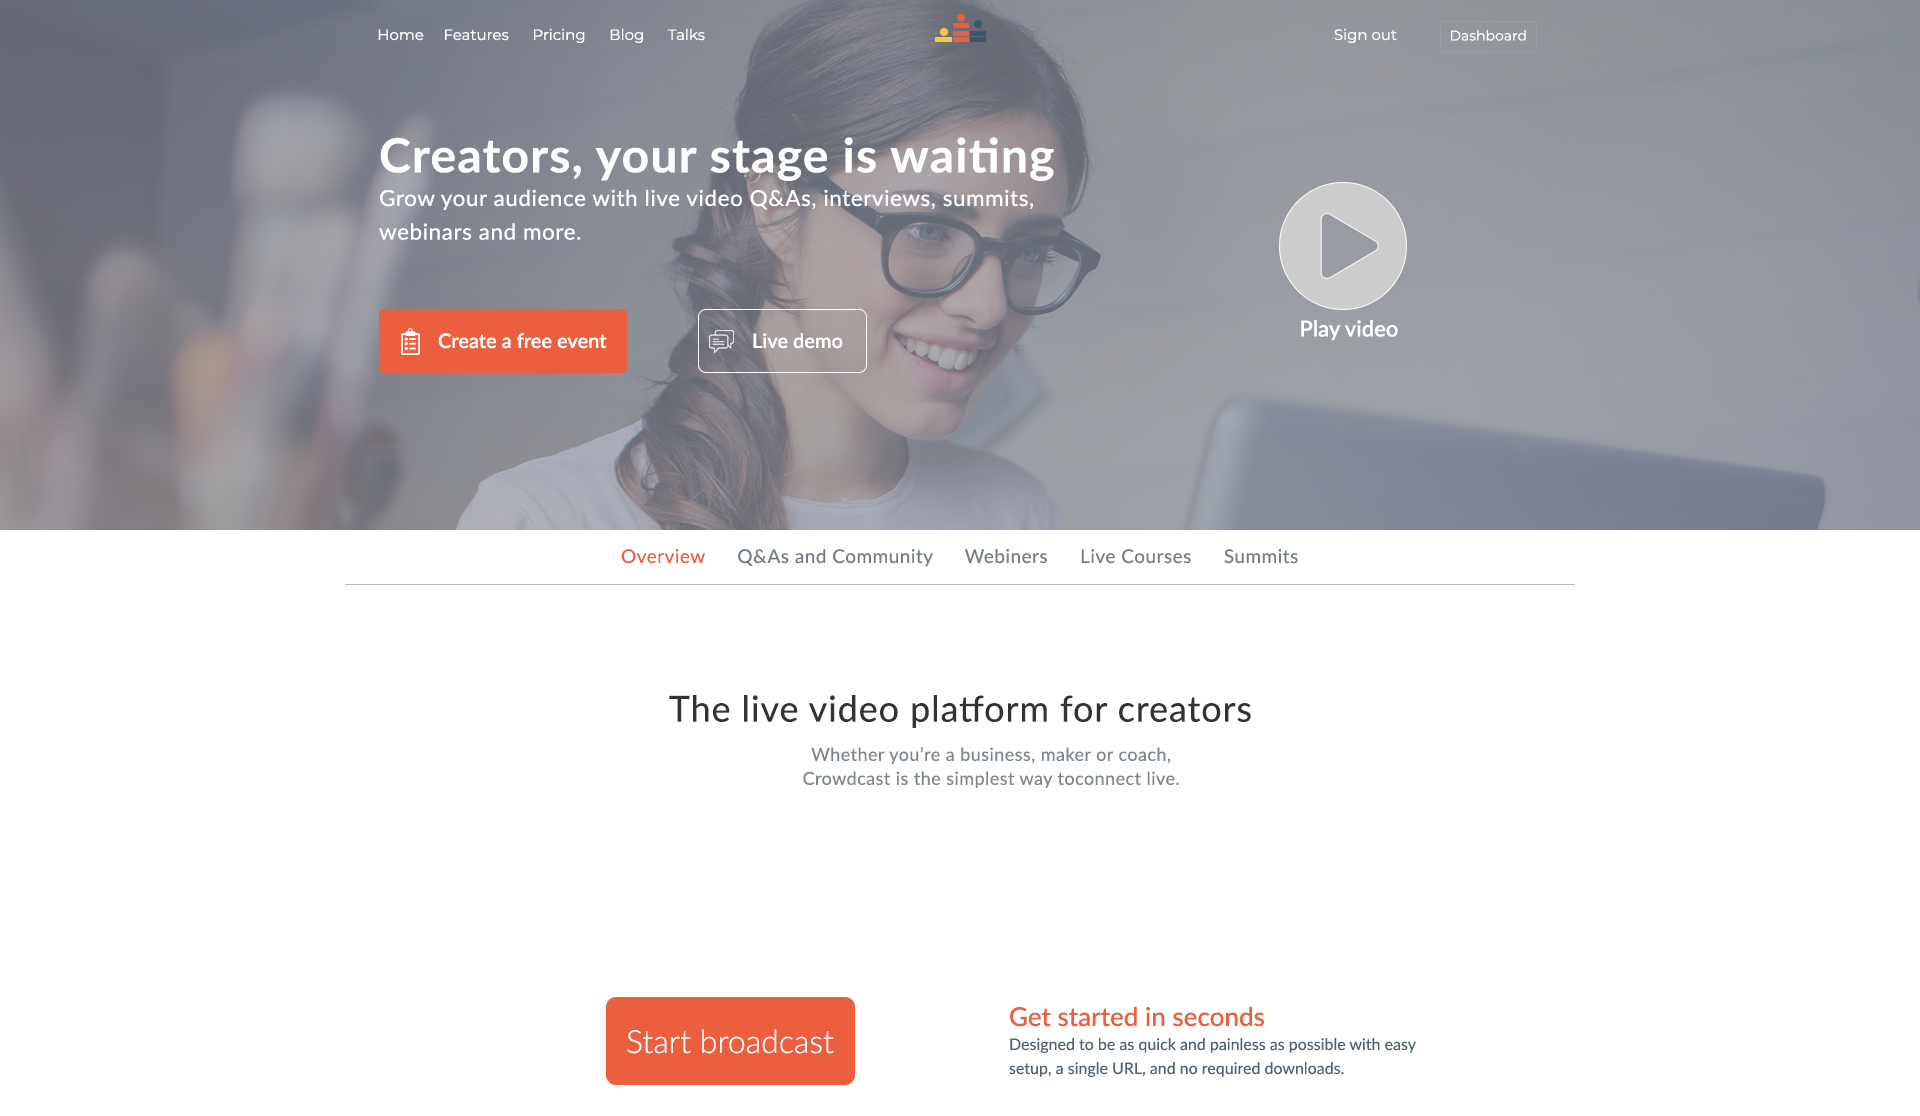 Home Features Pricing Blog Talks
Sign out Dashboard
Creators, your stage is waiting
Grow your audience with live video Q&As, interviews, summits,
webinars and more.
Create a free event
Live demo
Play video
Overview Q&As and Community Webiners Live Courses Summits
The live video platform for creators
Whether you’re a business, maker or coach,
Crowdcast is the simplest way toconnect live.
Start broadcast
Get started in seconds
Designed to be as quick and painless as possible with easy
setup, a single URL, and no required downloads.